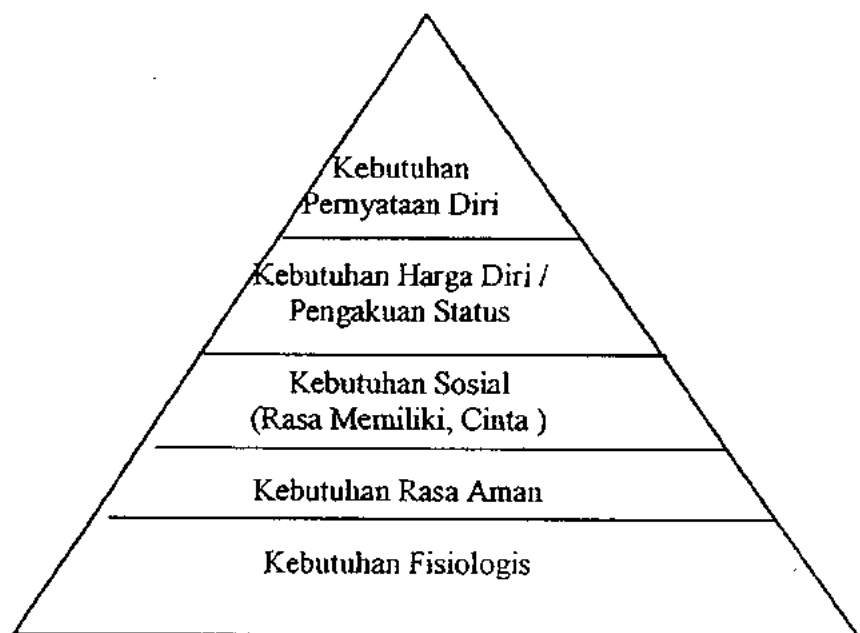 Kebutuhan
Pernyataan Diri
Kebutuhan Harga Diri /
Pengakuan Status
Kebutuhan Sosial
(Rasa Memiliki, Cinta )
Kebutuhan Rasa Aman
Kebutuhan Fisiologis